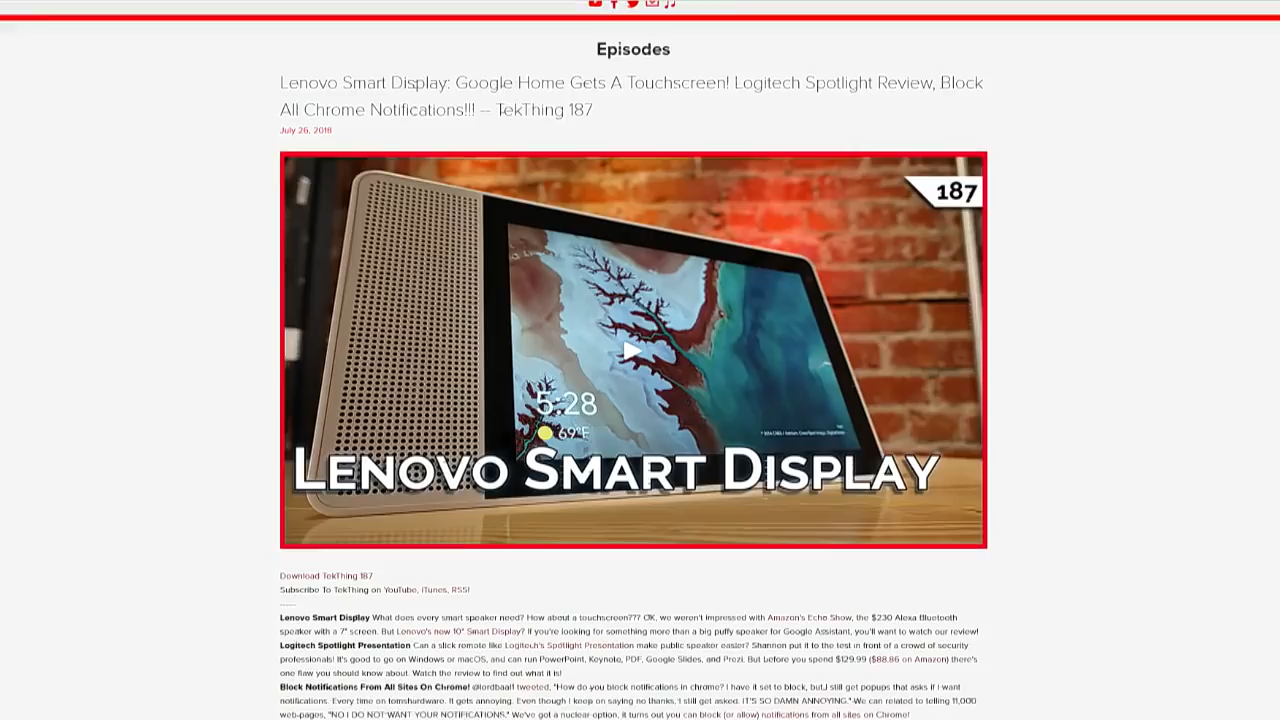 Episodes
Lenovo Smart Display: Google Home Gets A Touchscreen! Logitech Spotlight Review, Block
All Chrome Notifications!!! -- TekThing 187
July 26, 2018
187
5:28
69°F
LENOVO SMART DISPLAY
Download TekThing 187
Subscribe To TekThing on YouTube, iTunes, RSS!
------
Lenovo Smart Display What does every smart speaker need? How about a touchscreen??? OK, we weren't impressed with Amazon's Echo Show, the $230 Alexa Bluetooth
speaker with a 7" screen. But Lenovo's new 10" Smart Display? If you're looking for something more than a big puffy speaker for Google Assistant, you'll want to watch our review!
Logitech Spotlight Presentation Can a slick remote like Logitech's Spotlight Presentation make public speaker easier? Shannon put it to the test in front of a crowd of security
professionals! It's good to go on Windows or macOS, and can run PowerPoint, Keynote, PDF, Google Slides, and Prezi. But before you spend $129.99 ($88.86 on Amazon) there's
one flaw you should know about. Watch the review to find out what it is!
Block Notifications From All Sites On Chrome! @lordbaal1 tweeted, "How do you block notifications in chrome? I have it set to block, but I still get popups that asks if I want
notifications. Every time on tomshardware. It gets annoying. Even though I keep on saying no thanks, I still get asked. IT'S SO DAMN ANNOYING." We can related to telling 11,000
web-pages, "NO I DO NOT WANT YOUR NOTIFICATIONS." We've got a nuclear option, it turns out you can block (or allow) notifications from all sites on Chrome!